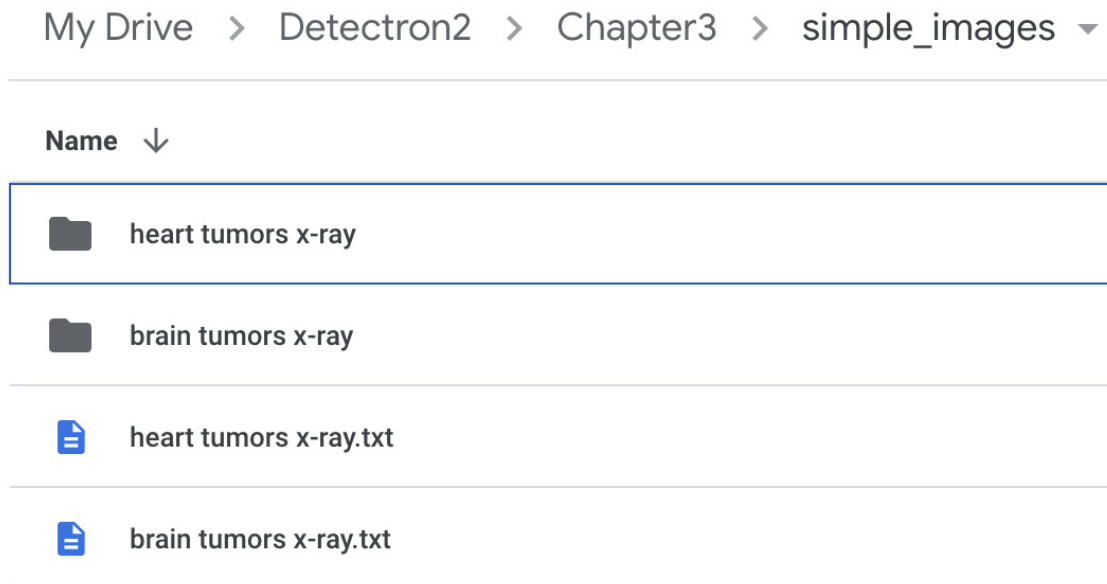 My Drive > Detectron2 > Chapter3 > simple_images
Name
heart tumors x-ray
brain tumors x-ray
heart tumors x-ray.txt
brain tumors x-ray.txt